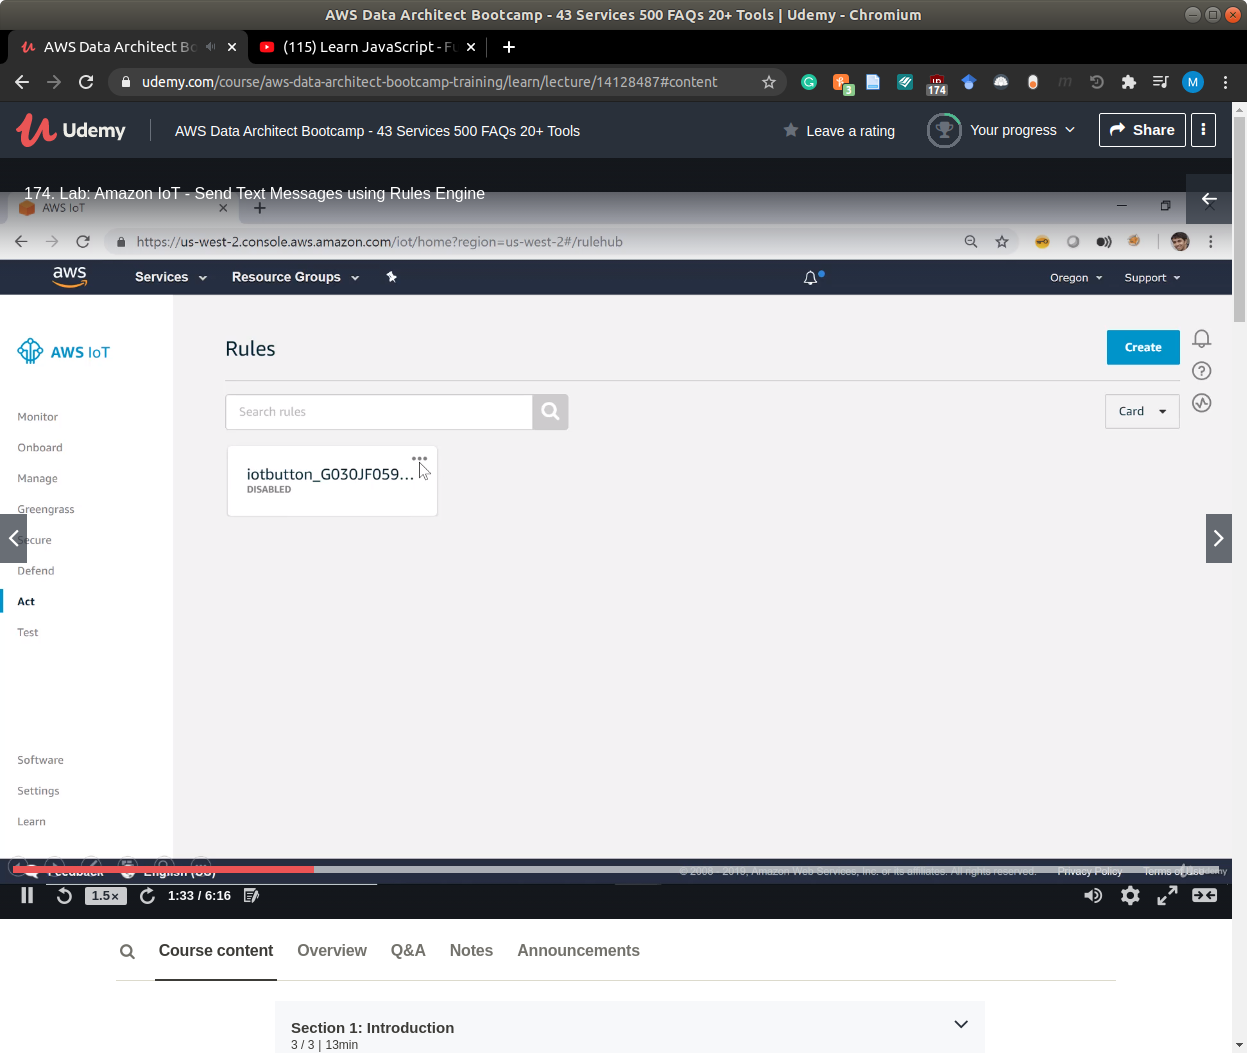 AWS Data Architect Bootcamp - 43 Services 500 FAQs 20+ Tools | Udemy - Chromium
AWS Data Architect Bo
(115) Learn JavaScript - Fu
udemy.com/course/aws-data-architect-bootcamp-training/learn/lecture/14128487#content
3
174
M
Udemy
AWS Data Architect Bootcamp - 43 Services 500 FAQs 20+ Tools
Leave a rating
Your progress
Share
174. Lab: Amazon IoT - Send Text Messages using Rules Engine
AWS IoT
https://us-west-2.console.aws.amazon.com/iot/home?region=us-west-2#/rulehub
aws
Services
Resource Groups
Oregon
Support
AWS IoT
Rules
Create
Search rules
Card
Monitor
Onboard
Manage
Greengrass
Secure
Defend
Act
Test
iotbutton_G030JF059...
DISABLED
Software
Settings
Learn
Feedback
English (US)
© 2008 - 2019, Amazon Web Services, Inc. or its affiliates. All rights reserved.
Privacy Policy
Terms of Use
1.5×
1:33 / 6:16
Course content
Overview
Q&A
Notes
Announcements
Section 1: Introduction
3 / 3 | 13min